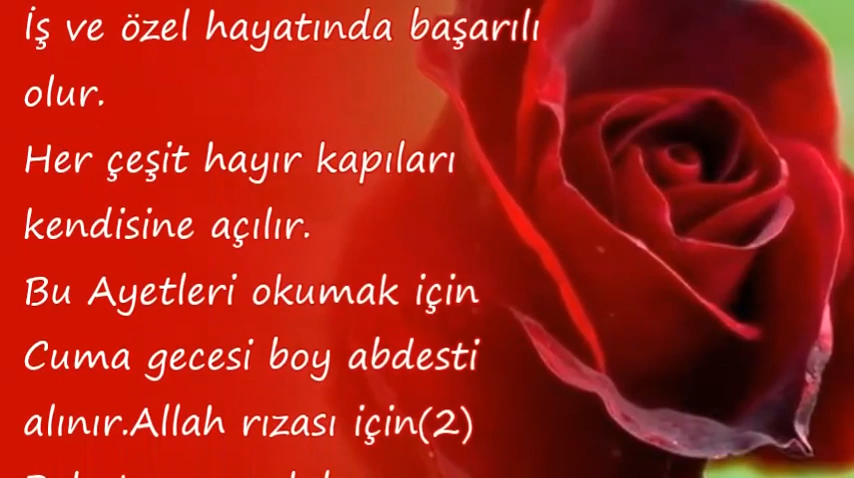 İş ve özel hayatında başarılı
olur.
Her çeşit hayır kapıları
kendisine açılır.
Bu Ayetleri okumak için
Cuma gecesi boy abdesti
alınır.Allah rızası için(2)